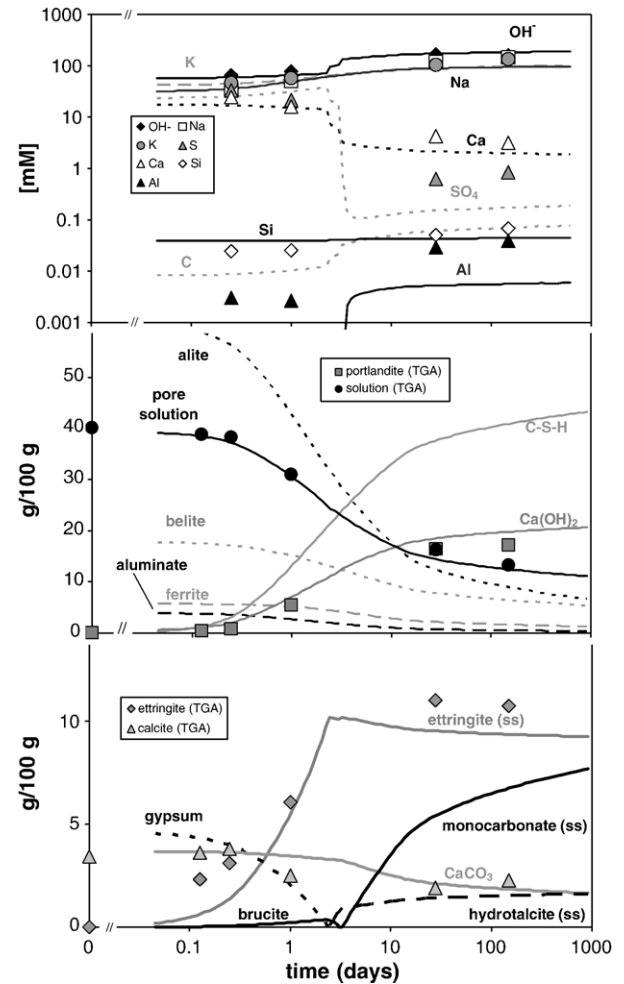 1000
100
10
1
0.1
0.01
0.001
[mM]
//
K
OH-
Na
OH- Na
K S
Ca Si
Al
Ca
SO4
Si
C
Al
//
//
50
40
30
20
10
0
g/100 g
alite
portlandite (TGA)
solution (TGA)
pore
solution
C-S-H
Ca(OH)2
belite
aluminate
ferrite
//
//
10
5
0
g/100 g
ettringite (TGA)
calcite (TGA)
ettringite (ss)
gypsum
monocarbonate (ss)
CaCO3
brucite
hydrotalcite (ss)
//
0 0.1 1 10 100 1000
time (days)